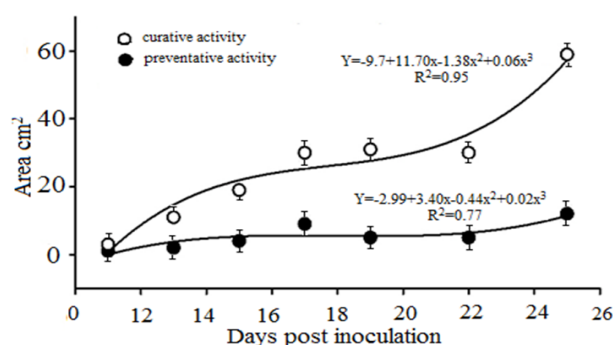 curative activity
preventative activity
Y=-9.7+11.70x-1.38x²+0.06x³
R²=0.95
Y=-2.99+3.40x-0.44x²+0.02x³
R²=0.77
Area cm²
60
40
20
0
0 12 14 16 18 20 22 24 26
Days post inoculation